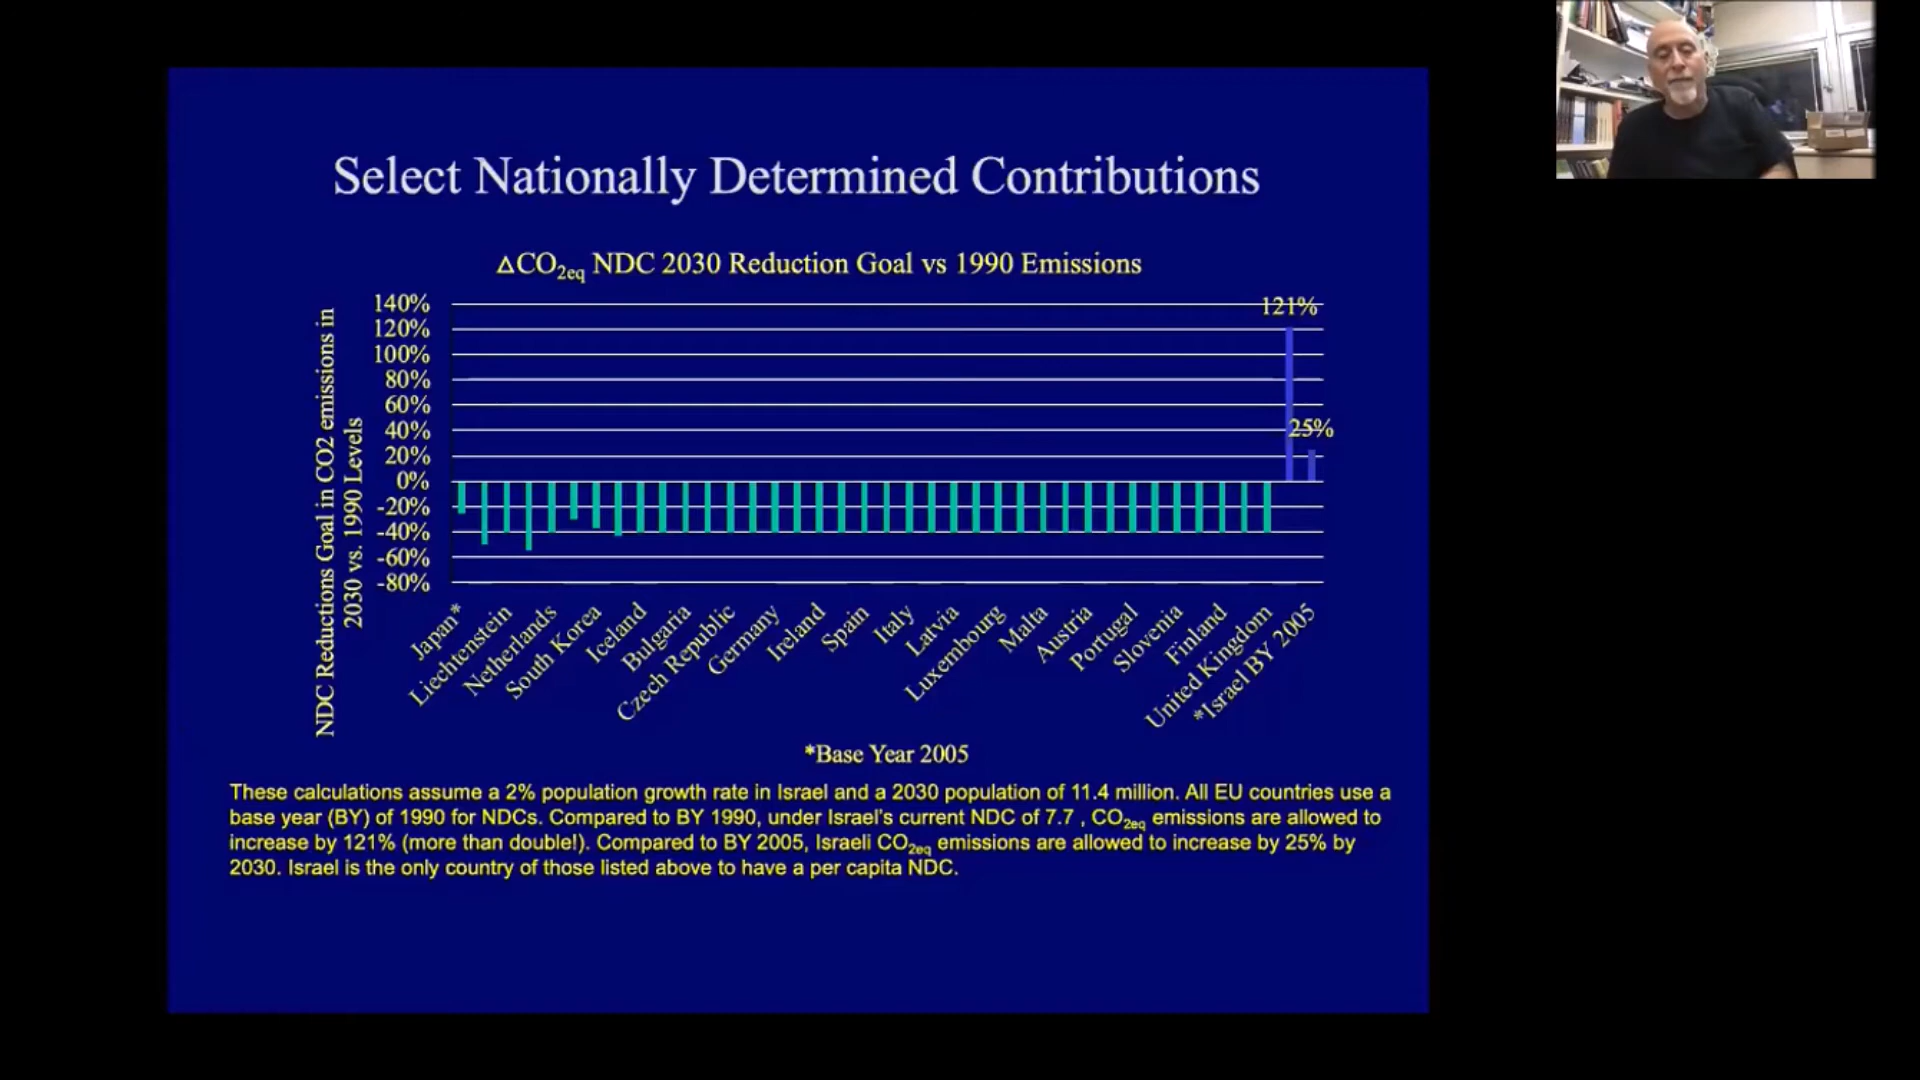 Select Nationally Determined Contributions
ΔCO2eq NDC 2030 Reduction Goal vs 1990 Emissions
NDC Reductions Goal in CO2 emissions in
2030 vs. 1990 Levels
140%
120%
100%
80%
60%
40%
20%
0%
-20%
-40%
-60%
-80%
121%
25%
Japan*
Liechtenstein
Netherlands
South Korea
Iceland
Bulgaria
Czech Republic
Germany
Ireland
Spain
Italy
Latvia
Luxembourg
Malta
Austria
Portugal
Slovenia
Finland
United Kingdom
*Israel BY 2005
*Base Year 2005
These calculations assume a 2% population growth rate in Israel and a 2030 population of 11.4 million. All EU countries use a
base year (BY) of 1990 for NDCs. Compared to BY 1990, under Israel's current NDC of 7.7 , CO2eq emissions are allowed to
increase by 121% (more than double!). Compared to BY 2005, Israeli CO2eq emissions are allowed to increase by 25% by
2030. Israel is the only country of those listed above to have a per capita NDC.